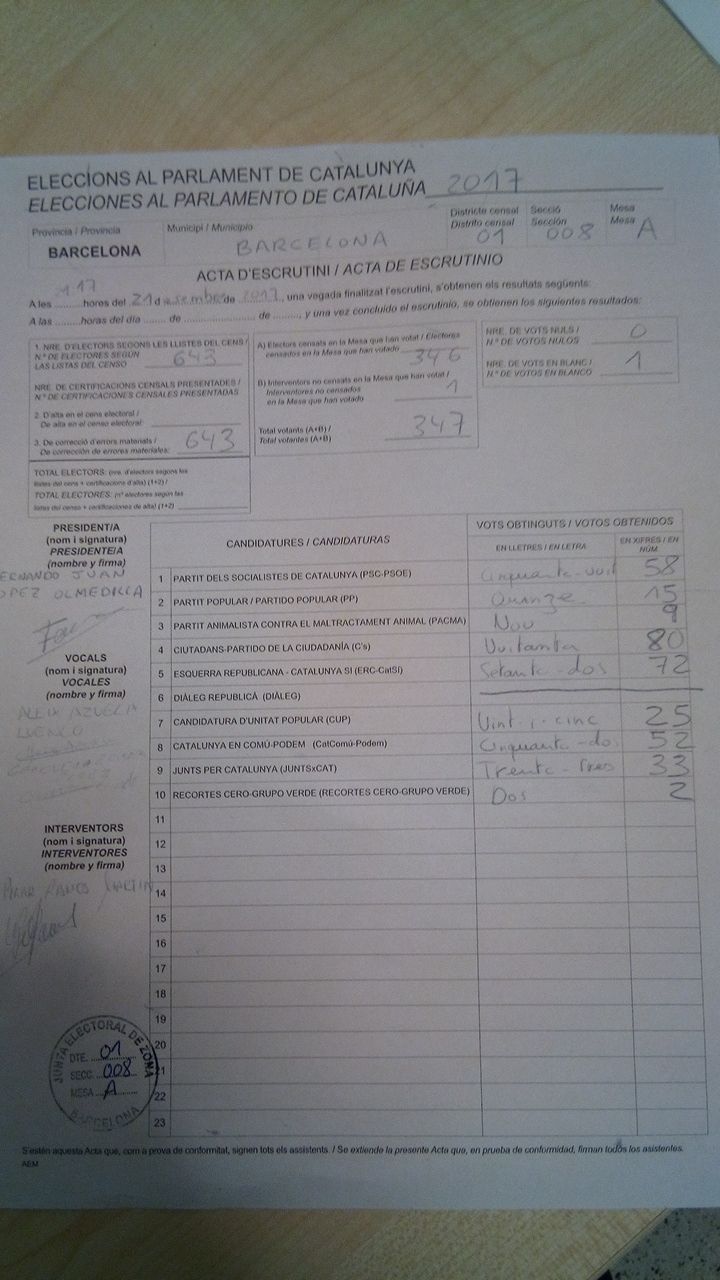 ELECCIONS AL PARLAMENT DE CATALUNYA
ELECCIONES AL PARLAMENTO DE CATALUÑA 2017
Provincia / Provincia
BARCELONA
Municipi / Municipio
BARCELONA
Districte censal
Distrito censal
01
Secció
Sección
008
Mesa
Mesa
A
ACTA D'ESCRUTINI / ACTA DE ESCRUTINIO
A les ........ hores del 21 d de 2017, una vegada finalitzat l'escrutini, s'obtenen els resultats següents:
A las ........ horas del día ........ de ........ de ........, y una vez concluido el escrutinio, se obtienen los siguientes resultados:
1. NRE. D'ELECTORS SEGONS LES LLISTES DEL CENS /
N.º DE ELECTORES SEGÚN
LAS LISTAS DEL CENSO 643
NRE. DE CERTIFICACIONS CENSALS PRESENTADES /
N.º DE CERTIFICACIONES CENSALES PRESENTADAS
2. D'alta en el cens electoral /
De alta en el censo electoral:
3. De correcció d'errors materials /
De corrección de errores materiales: 643
TOTAL ELECTORS: (nre. d'electors segons les
llistes del cens + certificacions d'alta) (1+2) /
TOTAL ELECTORES: (nº electores según las
listas del censo + certificaciones de alta) (1+2)
A) Electors censats en la Mesa que han votat / Electores
censados en la Mesa que han votado 346
B) Interventors no censats en la Mesa que han votat /
Interventores no censados
en la Mesa que han votado 1
Total votants (A+B) /
Total votantes (A+B) 347
NRE. DE VOTS NULS /
N.º DE VOTOS NULOS 0
NRE. DE VOTS EN BLANC /
N.º DE VOTOS EN BLANCO 1
PRESIDENT/A
(nom i signatura)
PRESIDENTE/A
(nombre y firma)
ERNANDO JUAN
OPEZ OLMEDILLA
VOCALS
(nom i signatura)
VOCALES
(nombre y firma)
INTERVENTORS
(nom i signatura)
INTERVENTORES
(nombre y firma)
CANDIDATURES / CANDIDATURAS
VOTS OBTINGUTS / VOTOS OBTENIDOS
EN LLETRES / EN LETRA
EN XIFRES / EN NÚM.
1 PARTIT DELS SOCIALISTES DE CATALUNYA (PSC-PSOE) Cinquanta-vuit 58
2 PARTIT POPULAR / PARTIDO POPULAR (PP) Quinze 15
3 PARTIT ANIMALISTA CONTRA EL MALTRACTAMENT ANIMAL (PACMA) Nou 9
4 CIUTADANS-PARTIDO DE LA CIUDADANÍA (C's) Vuitanta 80
5 ESQUERRA REPUBLICANA - CATALUNYA SÍ (ERC-CatSÍ) Setanta-dos 72
6 DIÀLEG REPUBLICÀ (DIÀLEG)
7 CANDIDATURA D'UNITAT POPULAR (CUP) Vint-i-cinc 25
8 CATALUNYA EN COMÚ-PODEM (CatComú-Podem) Cinquanta-dos 52
9 JUNTS PER CATALUNYA (JUNTSxCAT) Trenta-tres 33
10 RECORTES CERO-GRUPO VERDE (RECORTES CERO-GRUPO VERDE) Dos 2
11
12
13
14
15
16
17
18
19
20
21
22
23
JUNTA ELECTORAL DE ZONA
DTE. 01
SECC. 008
MESA A
BARCELONA
S'estén aquesta Acta que, com a prova de conformitat, signen tots els assistents. / Se extiende la presente Acta que, en prueba de conformidad, firman todos los asistentes.
AEM